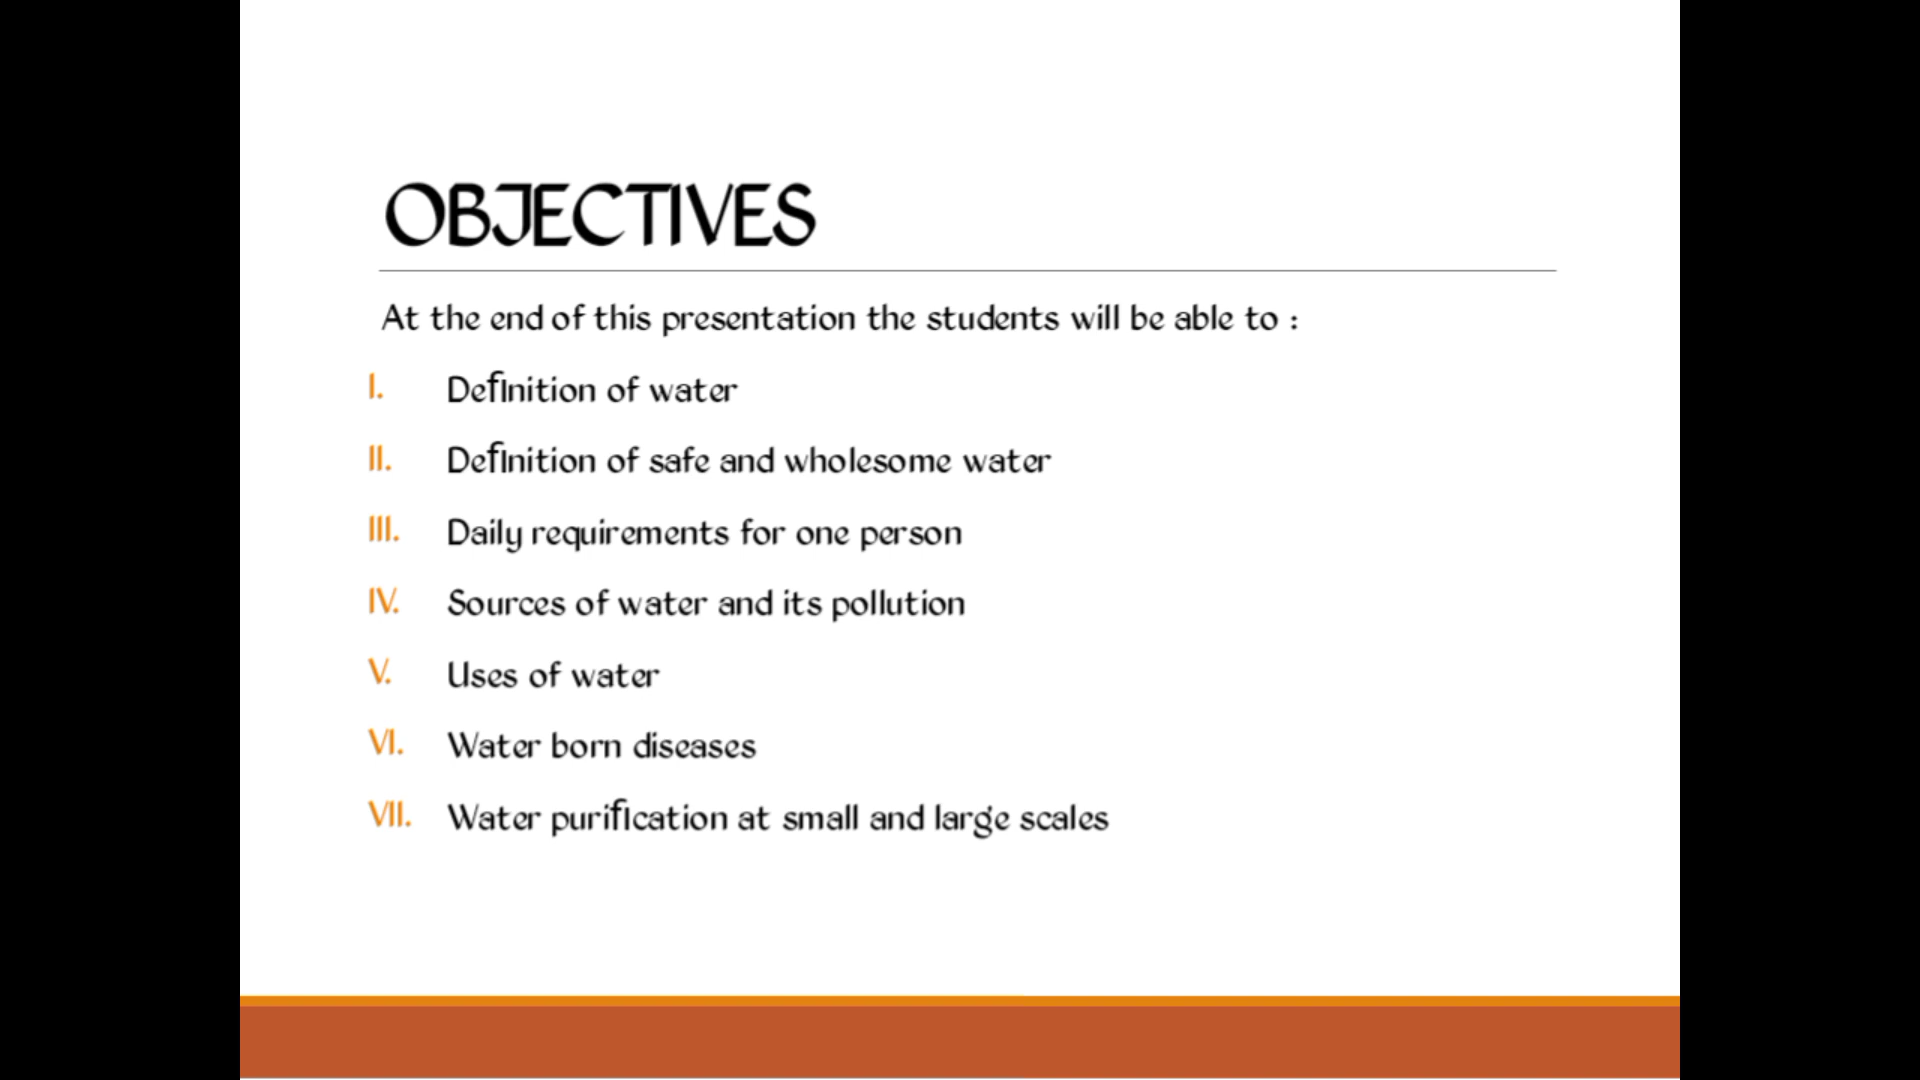 OBJECTIVES
At the end of this presentation the students will be able to :
I. Definition of water
II. Definition of safe and wholesome water
III. Daily requirements for one person
IV. Sources of water and its pollution
V. Uses of water
VI. Water born diseases
VII. Water purification at small and large scales